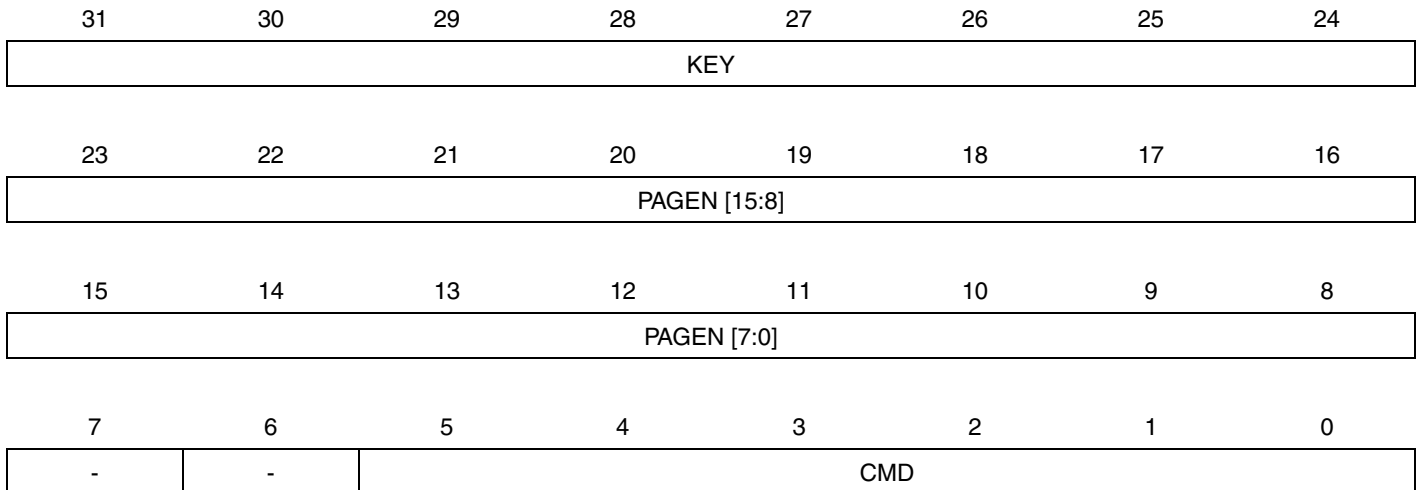 31 30 29 28 27 26 25 24
KEY
23 22 21 20 19 18 17 16
PAGEN [15:8]
15 14 13 12 11 10 9 8
PAGEN [7:0]
7 6 5 4 3 2 1 0
- - CMD